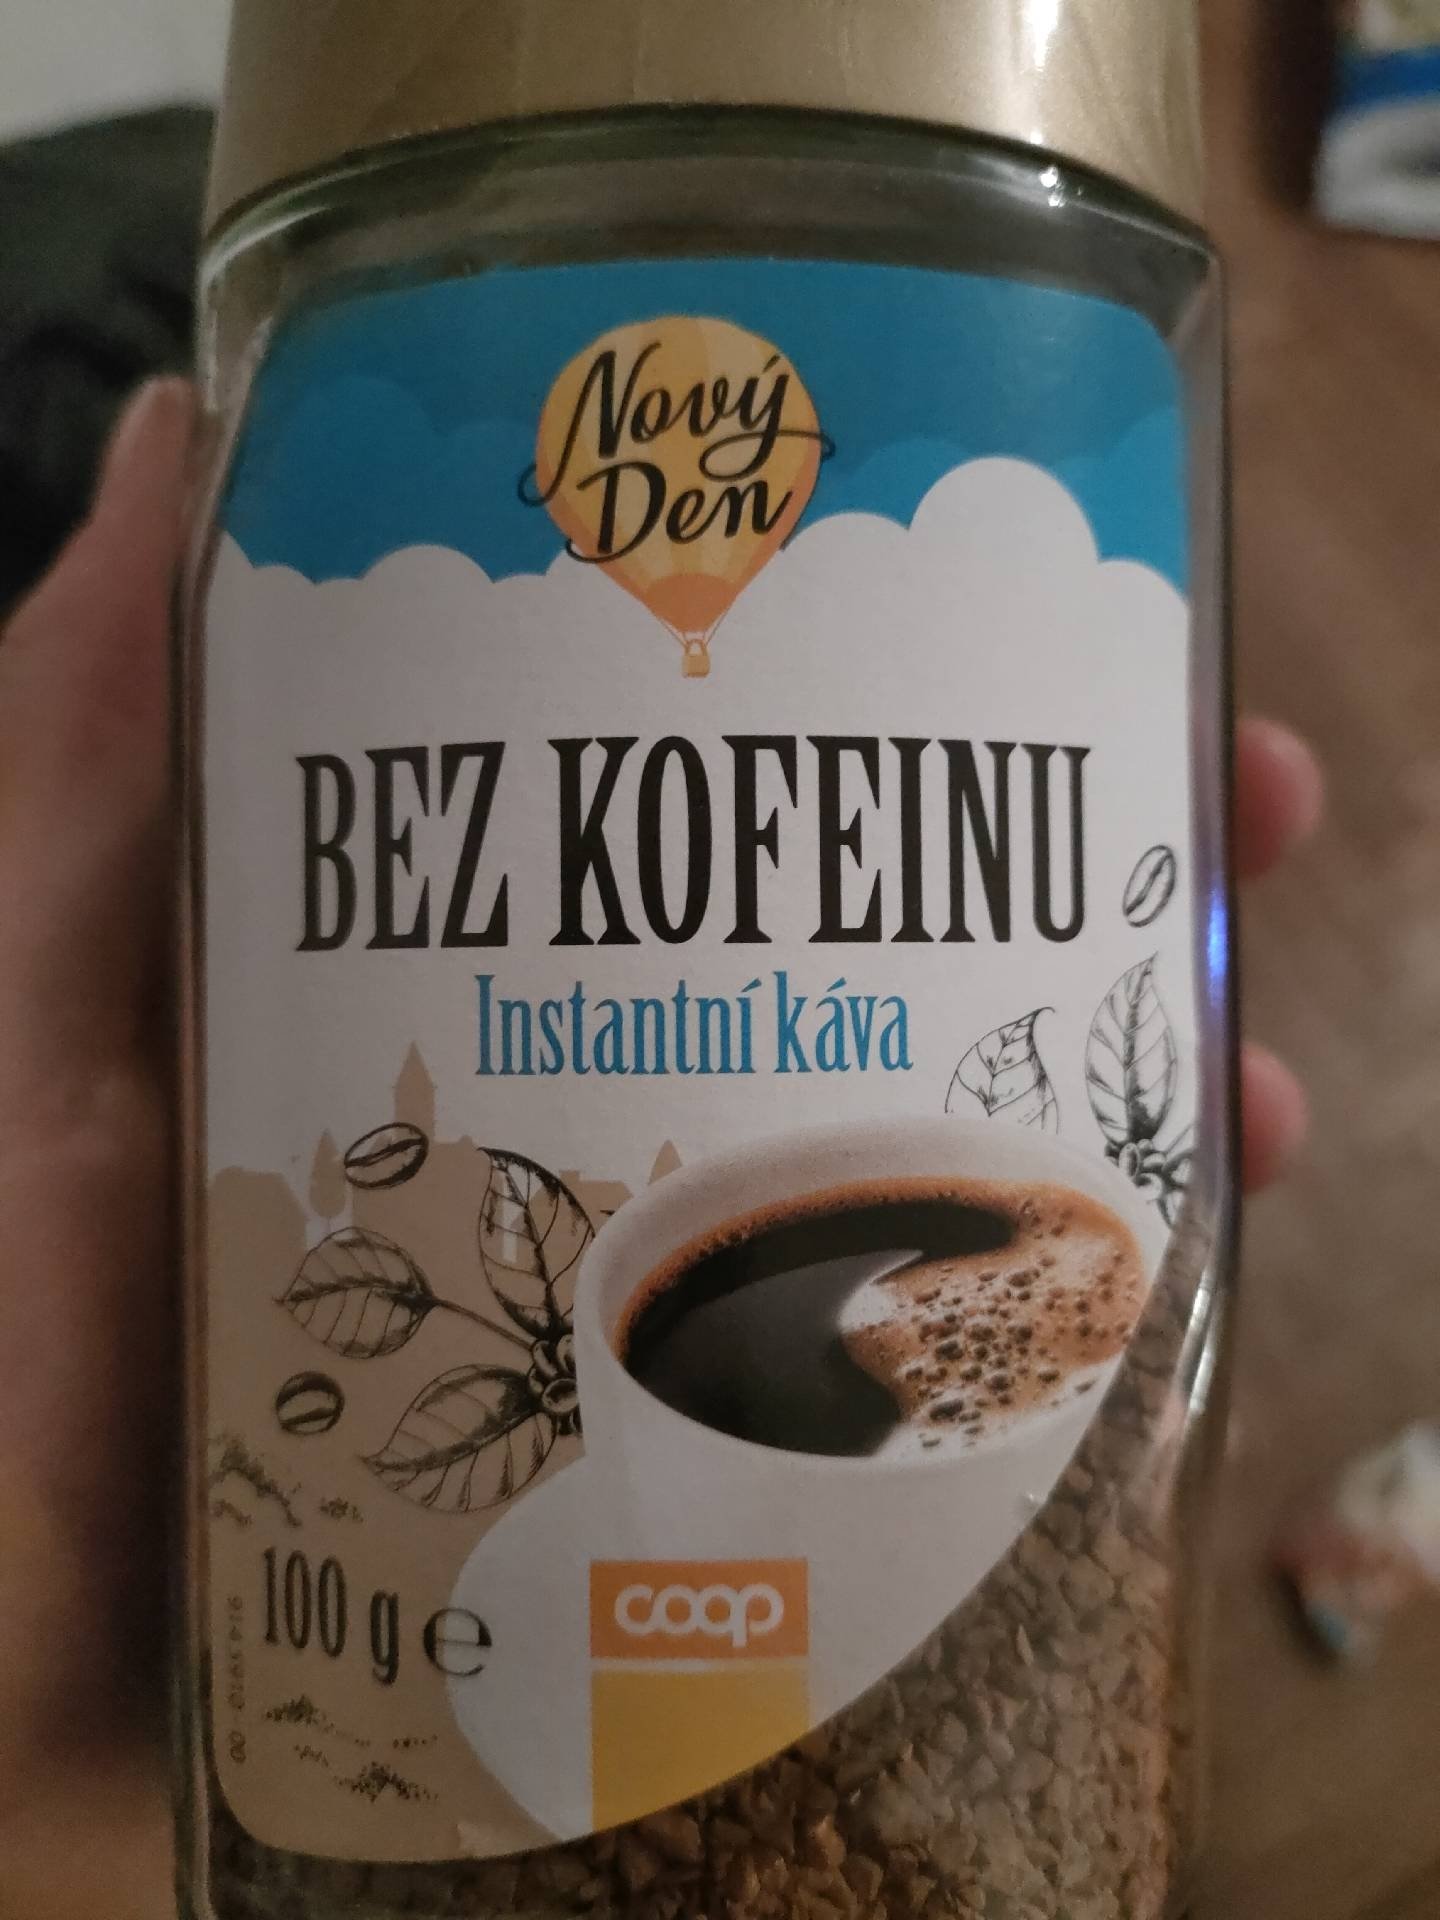 Nový
Den
BEZ KOFEINU
Instantní káva
100 g e
coop